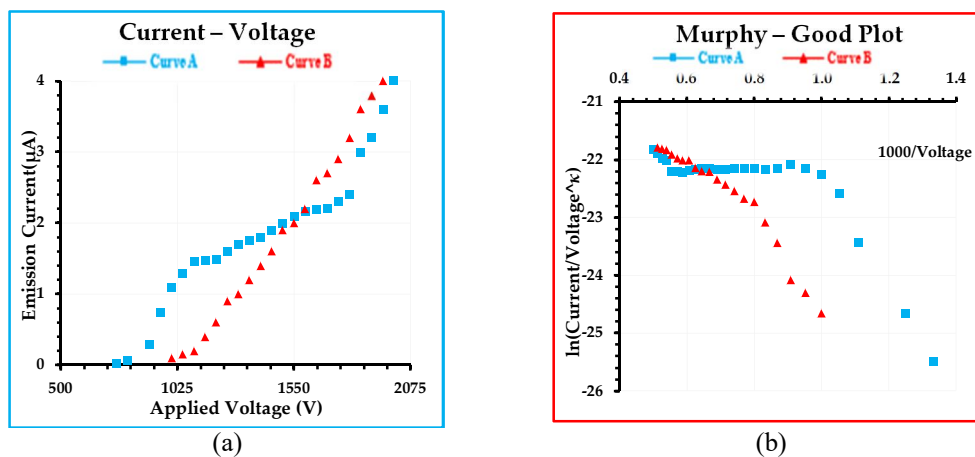 Current – Voltage
Curve A
Curve B
4
3
2
1
0
500
1025
1550
2075
Emission Current(μA)
Applied Voltage (V)
(a)
Murphy – Good Plot
Curve A
Curve B
0.4
0.6
0.8
1.0
1.2
1.4
-21
-22
-23
-24
-25
-26
1000/Voltage
ln(Current/Voltage^κ)
(b)